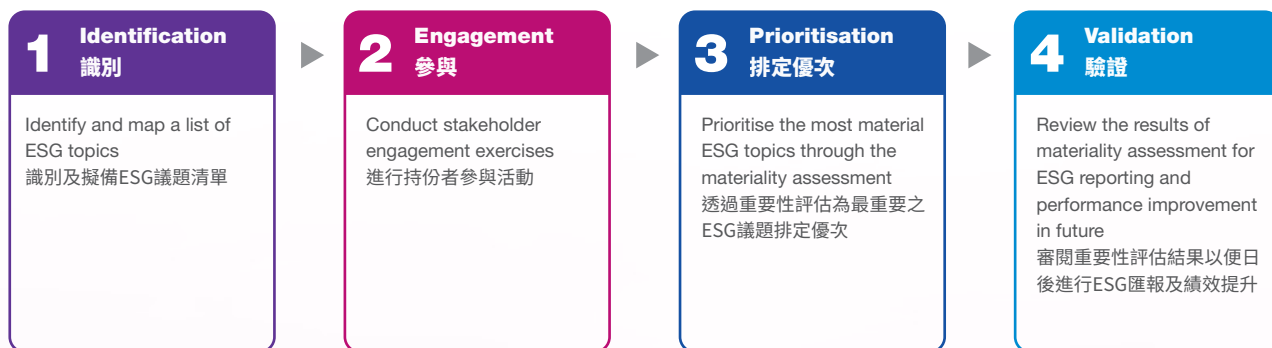 1
Identification
識別
Identify and map a list of
ESG topics
識別及擬備ESG議題清單
2
Engagement
參與
Conduct stakeholder
engagement exercises
進行持份者參與活動
3
Prioritisation
排定優次
Prioritise the most material
ESG topics through the
materiality assessment
透過重要性評估為最重要之
ESG議題排定優次
4
Validation
驗證
Review the results of
materiality assessment for
ESG reporting and
performance improvement
in future
審閱重要性評估結果以便日
後進行ESG匯報及績效提升